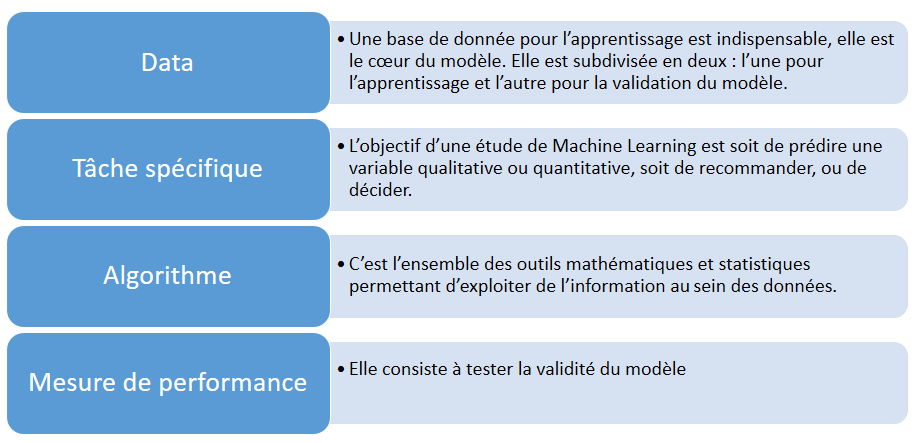 Data
• Une base de donnée pour l’apprentissage est indispensable, elle est
le cœur du modèle. Elle est subdivisée en deux : l’une pour
l’apprentissage et l’autre pour la validation du modèle.
Tâche spécifique
• L’objectif d’une étude de Machine Learning est soit de prédire une
variable qualitative ou quantitative, soit de recommander, ou de
décider.
Algorithme
• C’est l’ensemble des outils mathématiques et statistiques
permettant d’exploiter de l’information au sein des données.
Mesure de performance
• Elle consiste à tester la validité du modèle